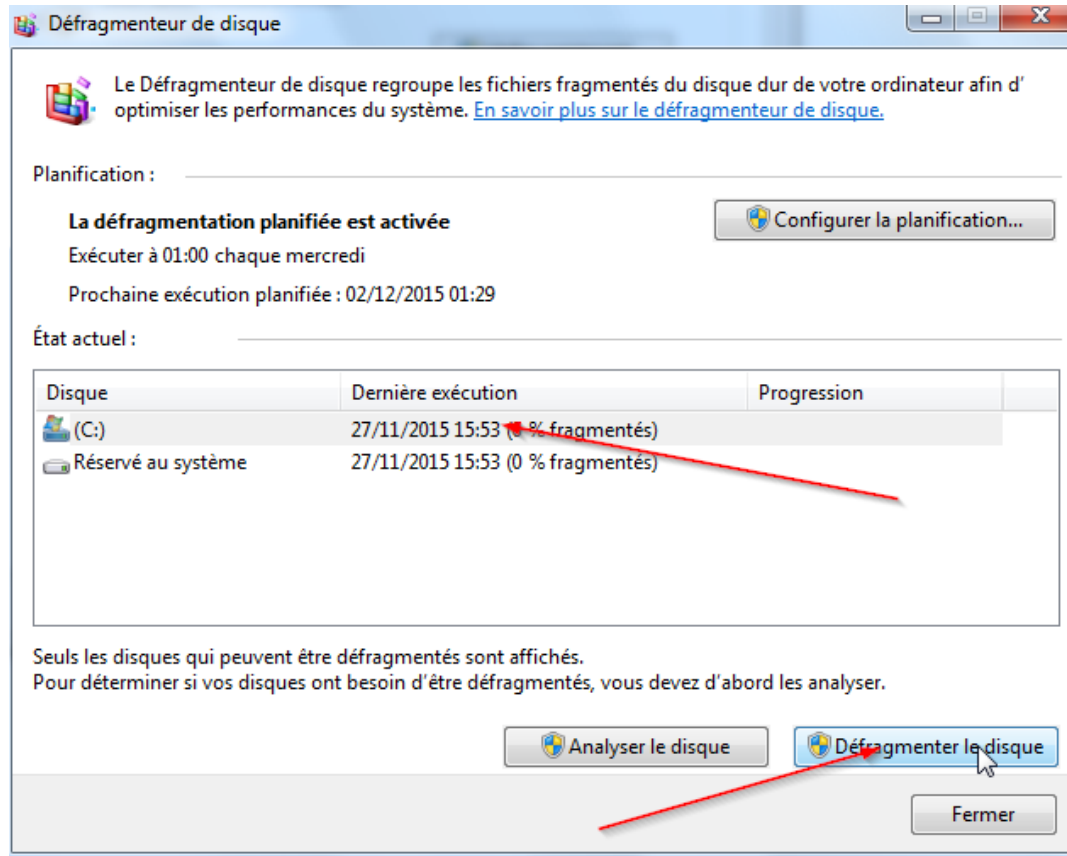 Défragmenteur de disque
Le Défragmenteur de disque regroupe les fichiers fragmentés du disque dur de votre ordinateur afin d'
optimiser les performances du système. En savoir plus sur le défragmenteur de disque.
Planification :
La défragmentation planifiée est activée
Configurer la planification...
Exécuter à 01:00 chaque mercredi
Prochaine exécution planifiée : 02/12/2015 01:29
État actuel :
Disque Dernière exécution Progression
(C:) 27/11/2015 15:53 ( % fragmentés)
Réservé au système 27/11/2015 15:53 (0 % fragmentés)
Seuls les disques qui peuvent être défragmentés sont affichés.
Pour déterminer si vos disques ont besoin d'être défragmentés, vous devez d'abord les analyser.
Analyser le disque Défragmenter le disque
Fermer